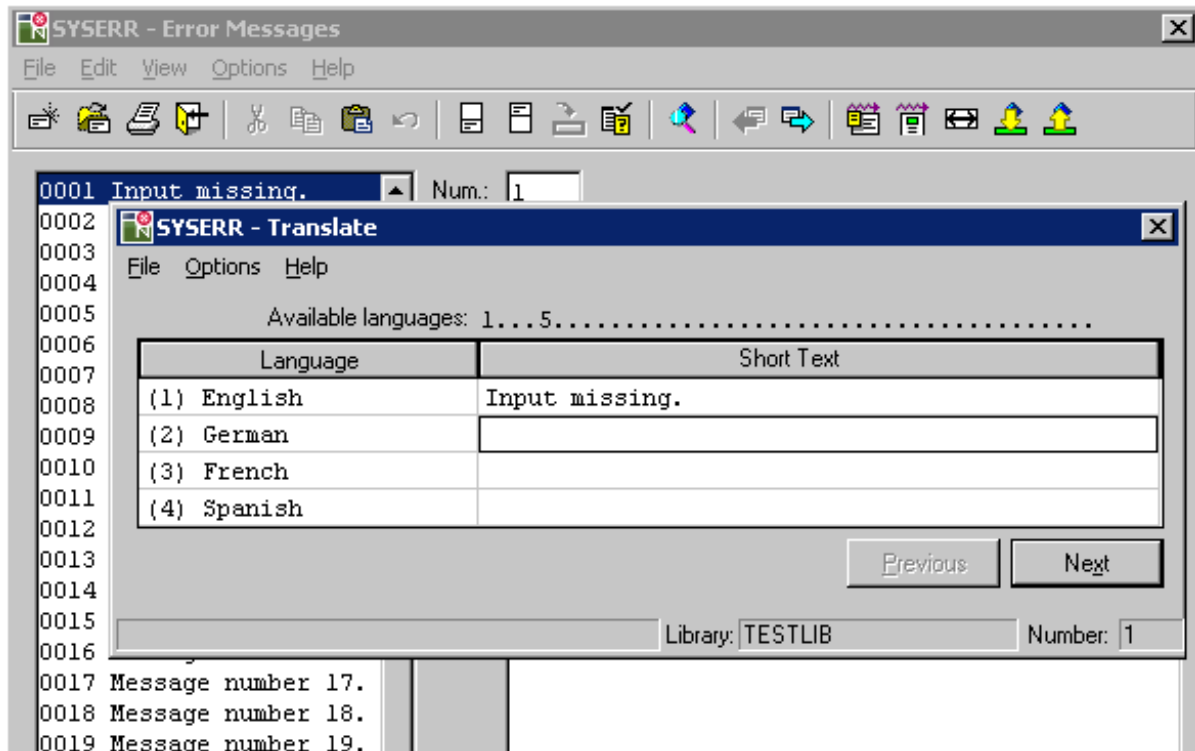 SYSERR - Error Messages
File Edit View Options Help
0001 Input missing.
Num.: 1
0002
0003
0004
0005
0006
0007
0008
0009
0010
0011
0012
0013
0014
0015
0016
0017 Message number 17.
0018 Message number 18.
0019 Message number 19.
SYSERR - Translate
File Options Help
Available languages: 1...5......................................
Language Short Text
(1) English Input missing.
(2) German
(3) French
(4) Spanish
Previous Next
Library: TESTLIB Number: 1